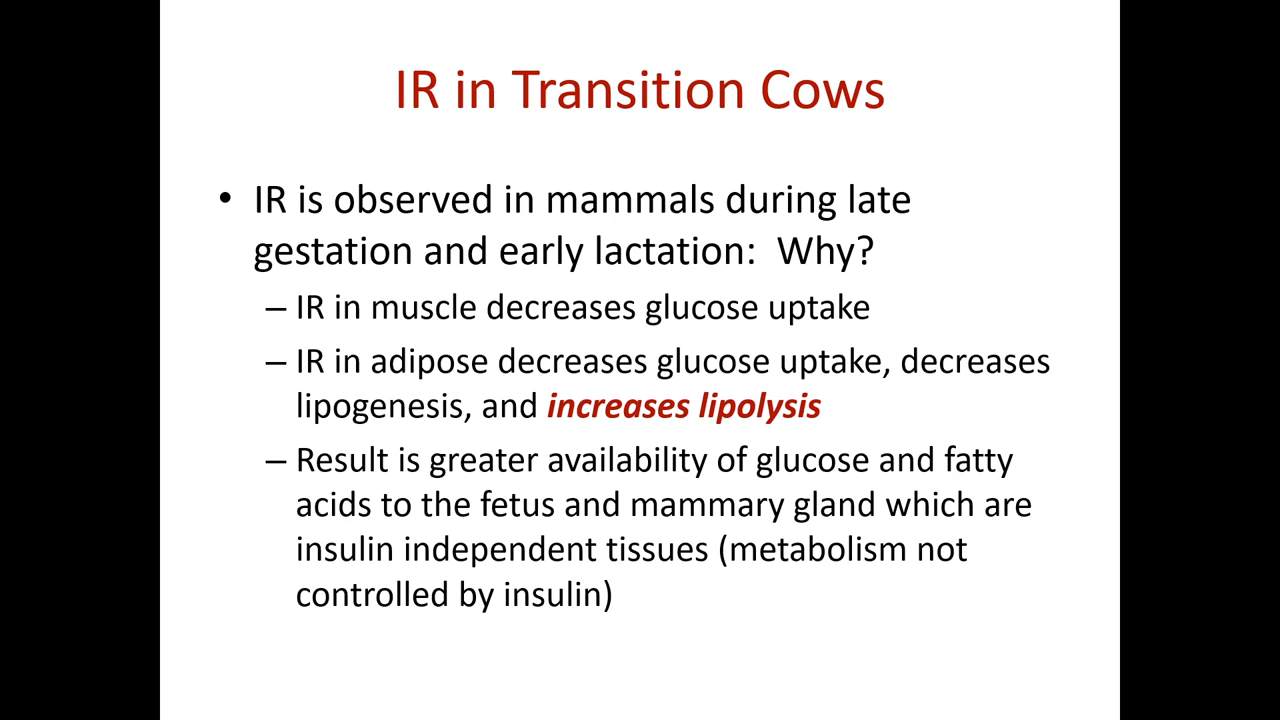 IR in Transition Cows
• IR is observed in mammals during late
gestation and early lactation:  Why?
– IR in muscle decreases glucose uptake
– IR in adipose decreases glucose uptake, decreases
lipogenesis, and increases lipolysis
– Result is greater availability of glucose and fatty
acids to the fetus and mammary gland which are
insulin independent tissues (metabolism not
controlled by insulin)